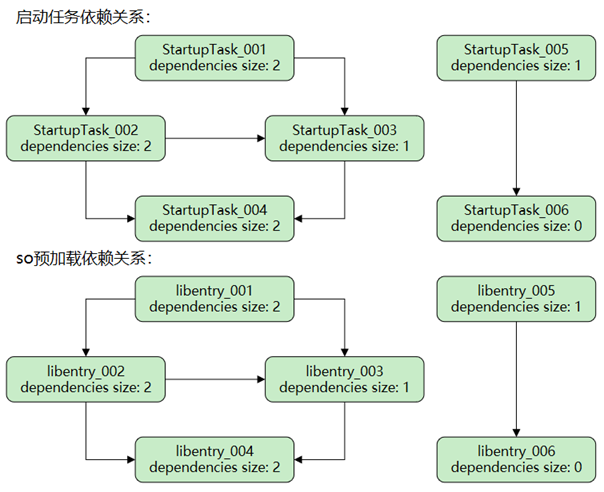 启动任务依赖关系：
StartupTask_001
dependencies size: 2
StartupTask_005
dependencies size: 1
StartupTask_002
dependencies size: 2
StartupTask_003
dependencies size: 1
StartupTask_004
dependencies size: 2
StartupTask_006
dependencies size: 0
so预加载依赖关系：
libentry_001
dependencies size: 2
libentry_005
dependencies size: 1
libentry_002
dependencies size: 2
libentry_003
dependencies size: 1
libentry_004
dependencies size: 2
libentry_006
dependencies size: 0